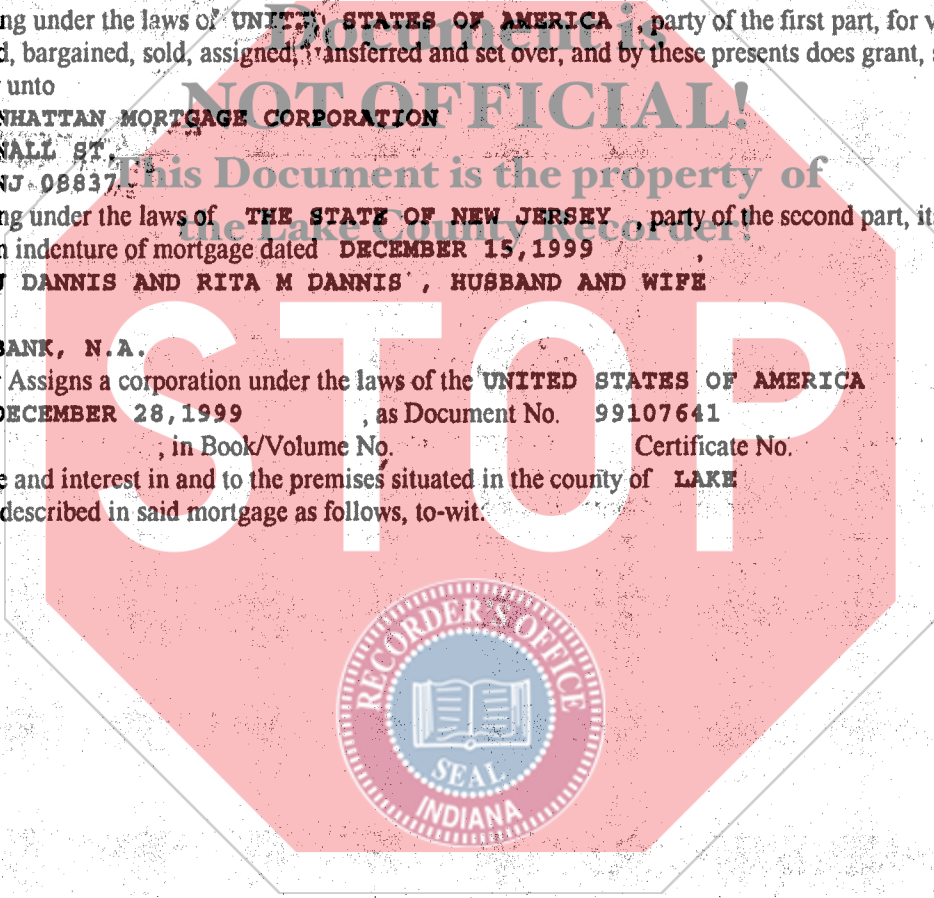 ng under the laws of UNITED STATES OF AMERICA , party of the first part, for v
d, bargained, sold, assigned, transferred and set over, and by these presents does grant,
unto
NHATTAN MORTGAGE CORPORATION
NALL ST.
NJ 08837
ng under the laws of THE STATE OF NEW JERSEY , party of the second part, it
n indenture of mortgage dated DECEMBER 15,1999 ,
J DANNIS AND RITA M DANNIS , HUSBAND AND WIFE
BANK, N.A.
Assigns a corporation under the laws of the UNITED STATES OF AMERICA
DECEMBER 28,1999 , as Document No. 99107641
, in Book/Volume No. Certificate No.
e and interest in and to the premises situated in the county of LAKE
described in said mortgage as follows, to-wit:
Document is
NOT OFFICIAL!
This Document is the property of
the Lake County Recorder!
STOP
RECORDER'S OFFICE
SEAL
INDIANA